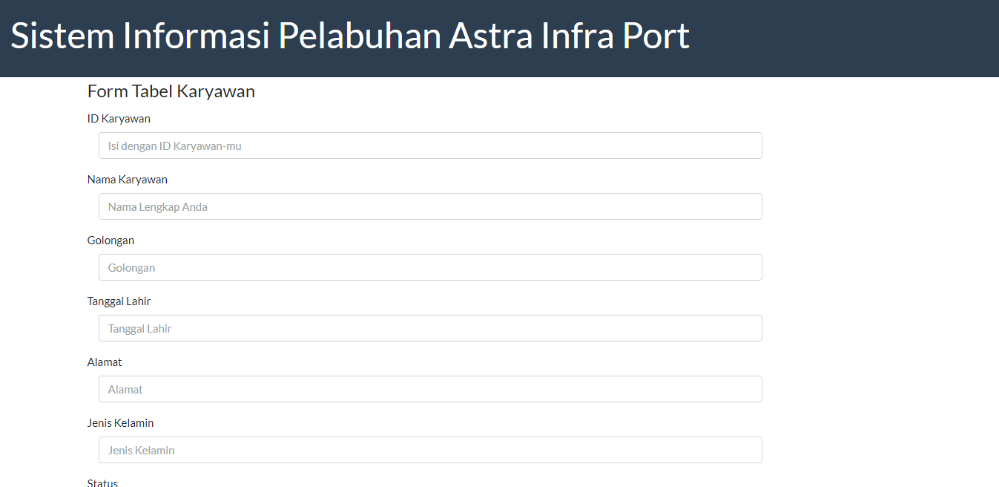 Sistem Informasi Pelabuhan Astra Infra Port
Form Tabel Karyawan
ID Karyawan
Isi dengan ID Karyawan-mu
Nama Karyawan
Nama Lengkap Anda
Golongan
Golongan
Tanggal Lahir
Tanggal Lahir
Alamat
Alamat
Jenis Kelamin
Jenis Kelamin
Status